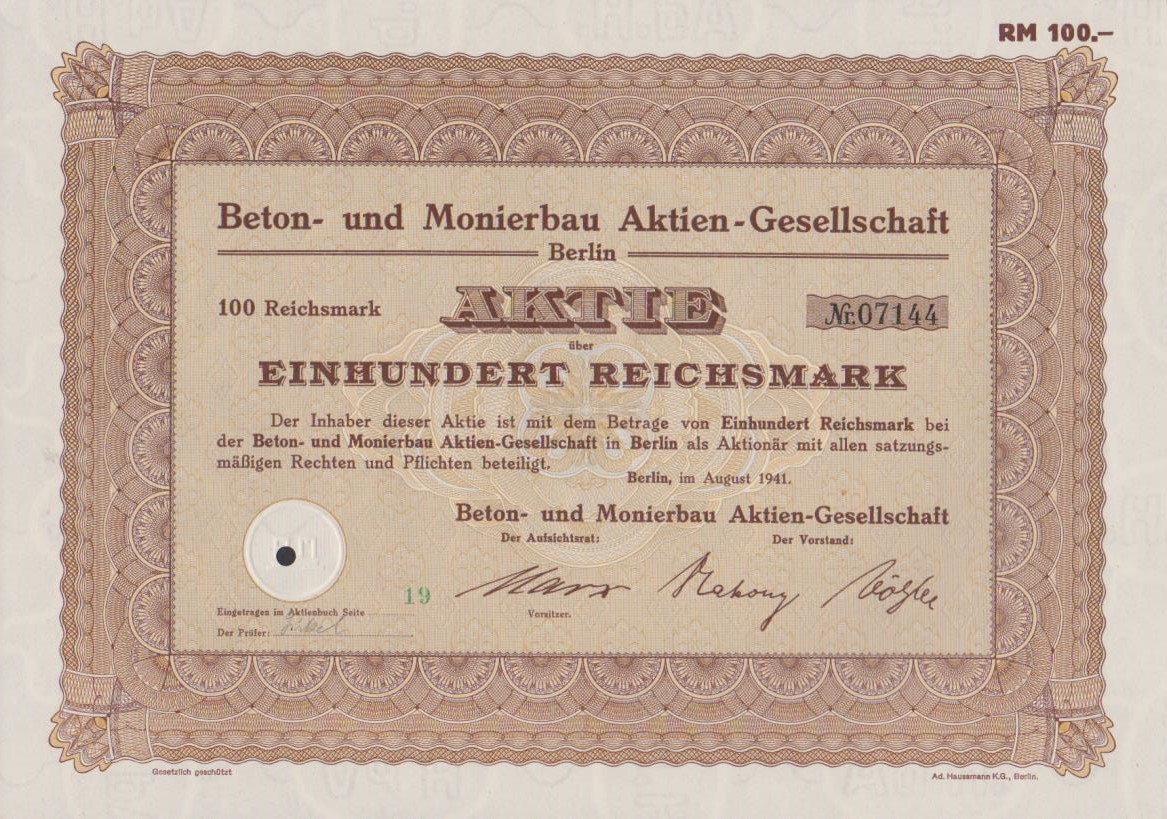 RM 100.–
Beton- und Monierbau Aktien-Gesellschaft
Berlin
100 Reichsmark
AKTIE
Nr. 07144
über
EINHUNDERT REICHSMARK
Der Inhaber dieser Aktie ist mit dem Betrage von Einhundert Reichsmark bei
der Beton- und Monierbau Aktien-Gesellschaft in Berlin als Aktionär mit allen satzungs-
mäßigen Rechten und Pflichten beteiligt.
Berlin, im August 1941.
Beton- und Monierbau Aktien-Gesellschaft
Der Aufsichtsrat: Der Vorstand:
Marx
Vorsitzer.
Eingetragen im Aktienbuch Seite 19
Der Prüfer:
Gesetzlich geschützt
Ad. Haussmann K.G., Berlin.